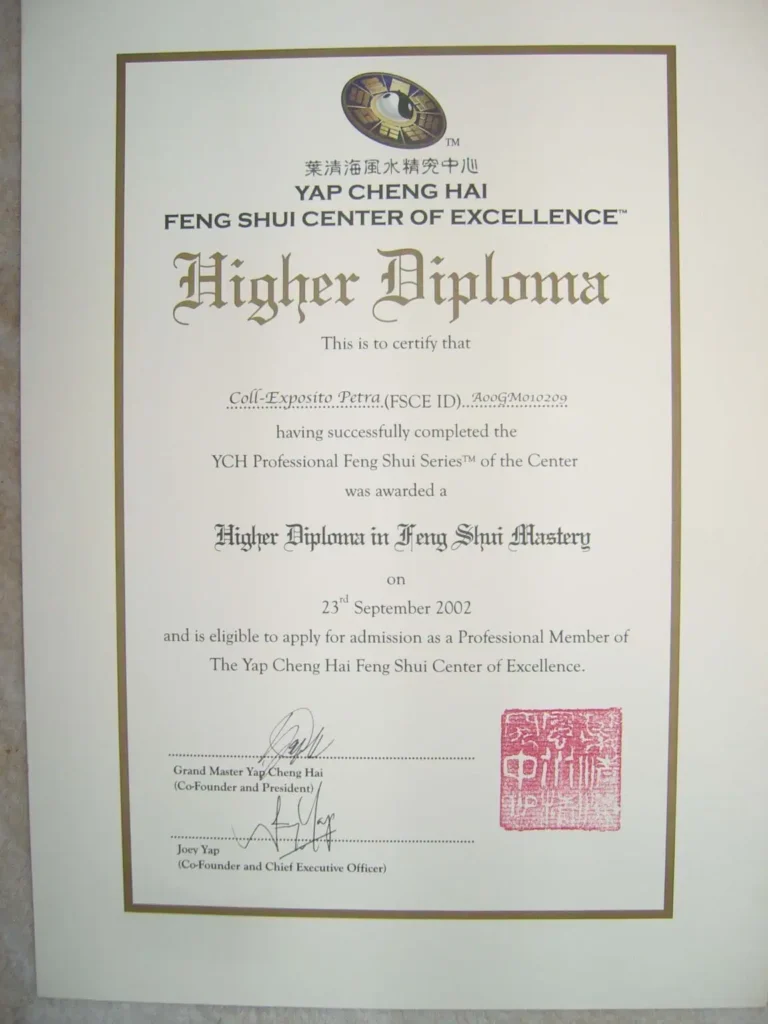 TM
葉清海風水精究中心
YAP CHENG HAI
FENG SHUI CENTER OF EXCELLENCE™
Higher Diploma
This is to certify that
Coll-Exposito Petra (FSCE ID) A00GM010209
having successfully completed the
YCH Professional Feng Shui Series™ of the Center
was awarded a
Higher Diploma in Feng Shui Mastery
on
23rd September 2002
and is eligible to apply for admission as a Professional Member of
The Yap Cheng Hai Feng Shui Center of Excellence.
Grand Master Yap Cheng Hai
(Co-Founder and President)
Joey Yap
(Co-Founder and Chief Executive Officer)